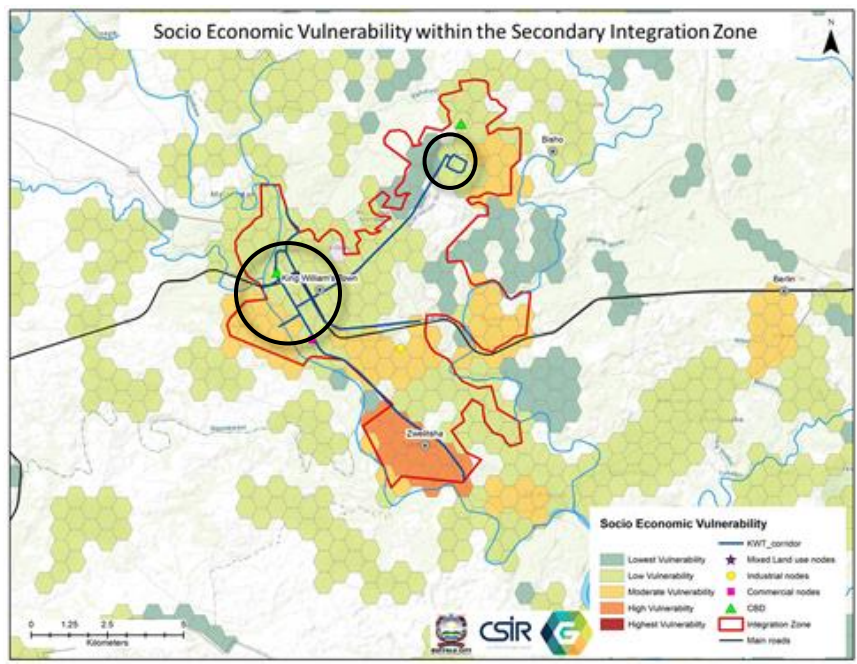 Socio Economic Vulnerability within the Secondary Integration Zone
N
Bisho
King William's Town
Berlin
Zwelitsha
Socio Economic Vulnerability
Lowest Vulnerability
Low Vulnerability
Moderate Vulnerability
High Vulnerability
Highest Vulnerability
KWT_corridor
Mixed Land use nodes
Industrial nodes
Commercial nodes
CBD
Integration Zone
Main roads
0 1.25 2.5 5
Kilometers
BUFFALO CITY
CSIR
G